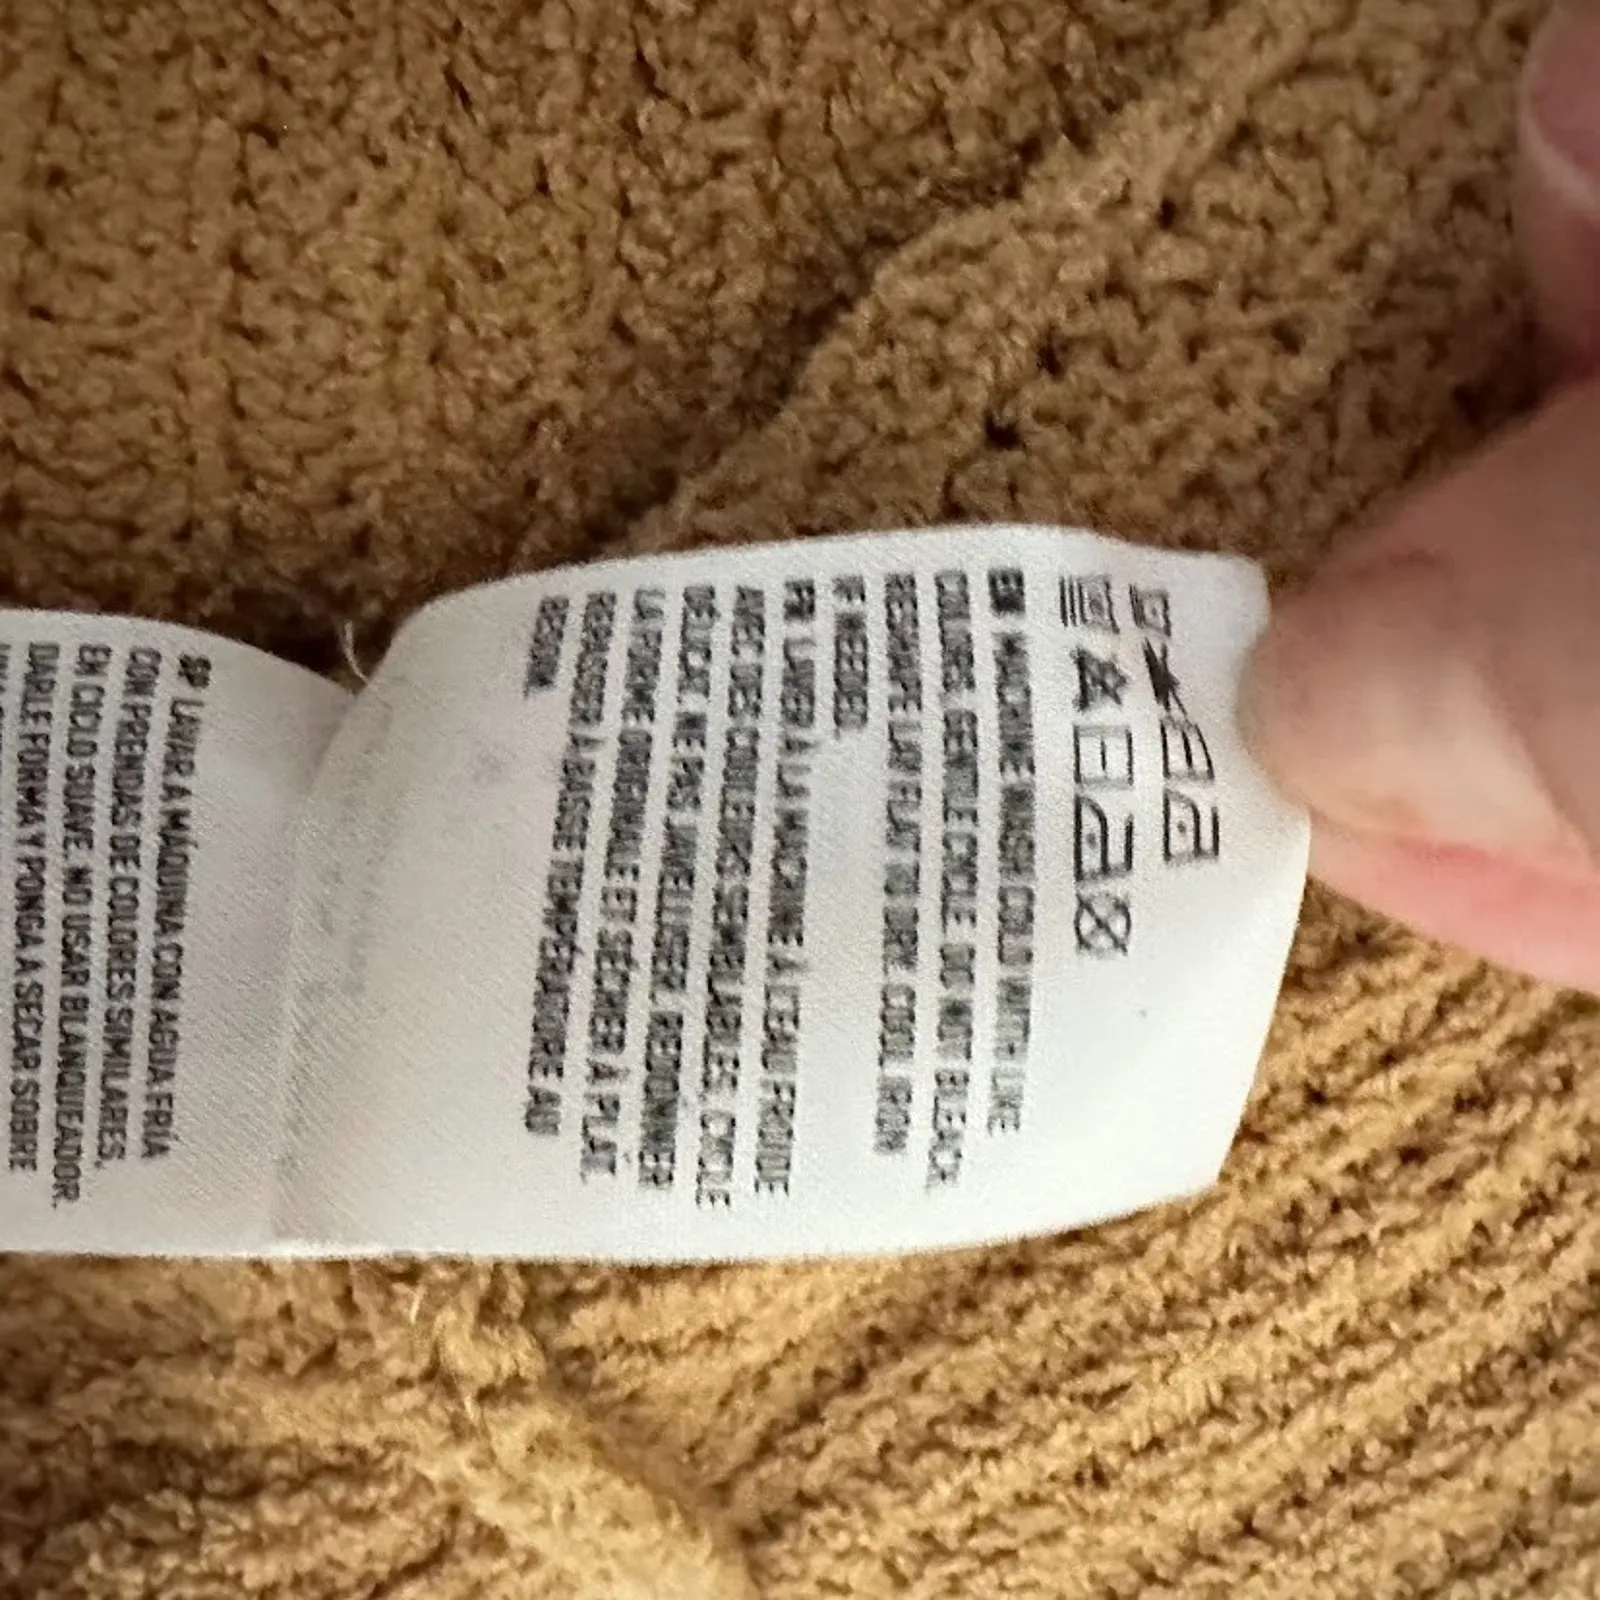 EN MACHINE WASH COLD WITH LIKE
COLORS, GENTLE CYCLE. DO NOT BLEACH.
RESHAPE LAY FLAT TO DRY. COOL IRON
IF NEEDED.
FR LAVER À LA MACHINE À L'EAU FROIDE
AVEC DES COULEURS SEMBLABLES, CYCLE
DÉLICAT. NE PAS JAVELLISER. REDONNER
LA FORME ORIGINALE ET SÉCHER À PLAT.
REPASSER À BASSE TEMPÉRATURE AU
BESOIN.
SP LAVAR A MÁQUINA CON AGUA FRÍA
CON PRENDAS DE COLORES SIMILARES,
EN CICLO SUAVE. NO USAR BLANQUEADOR.
DARLE FORMA Y PONGA A SECAR SOBRE